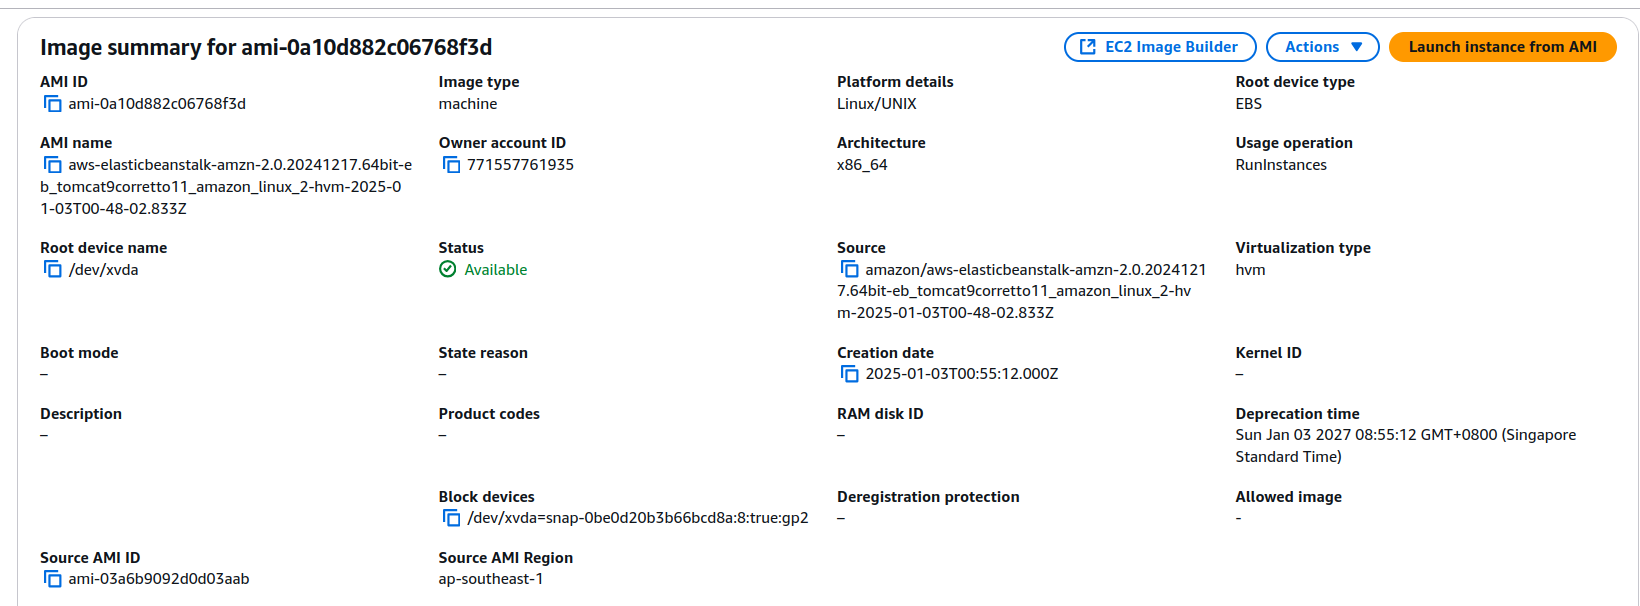 Image summary for ami-0a10d882c06768f3d
EC2 Image Builder
Actions
Launch instance from AMI
AMI ID
ami-0a10d882c06768f3d
Image type
machine
Platform details
Linux/UNIX
Root device type
EBS
AMI name
aws-elasticbeanstalk-amzn-2.0.20241217.64bit-e
b_tomcat9corretto11_amazon_linux_2-hvm-2025-0
1-03T00-48-02.833Z
Owner account ID
771557761935
Architecture
x86_64
Usage operation
RunInstances
Root device name
/dev/xvda
Status
Available
Source
amazon/aws-elasticbeanstalk-amzn-2.0.2024121
7.64bit-eb_tomcat9corretto11_amazon_linux_2-hv
m-2025-01-03T00-48-02.833Z
Virtualization type
hvm
Boot mode
–
State reason
–
Creation date
2025-01-03T00:55:12.000Z
Kernel ID
–
Description
–
Product codes
–
RAM disk ID
–
Deprecation time
Sun Jan 03 2027 08:55:12 GMT+0800 (Singapore
Standard Time)
Block devices
/dev/xvda=snap-0be0d20b3b66bcd8a:8:true:gp2
Deregistration protection
–
Allowed image
-
Source AMI ID
ami-03a6b9092d0d03aab
Source AMI Region
ap-southeast-1